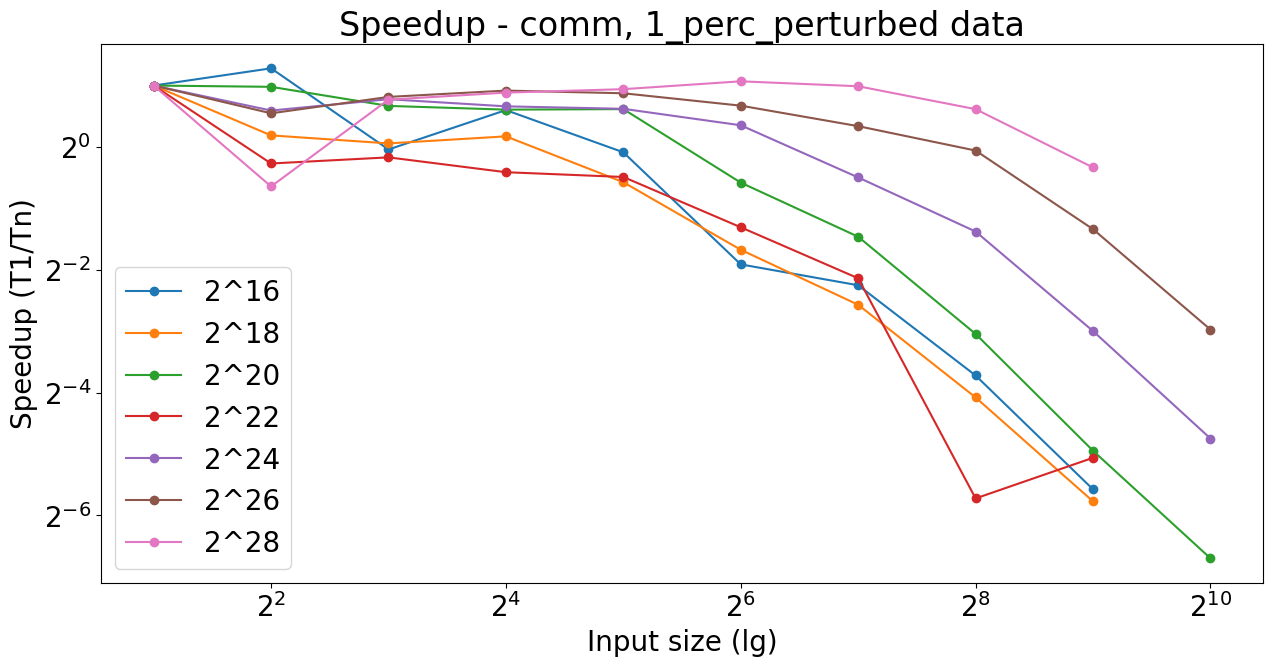 Speedup - comm, 1_perc_perturbed data
Speedup (T1/Tn)
2^0
2^−2
2^−4
2^−6
2^16
2^18
2^20
2^22
2^24
2^26
2^28
2^2 2^4 2^6 2^8 2^10
Input size (lg)